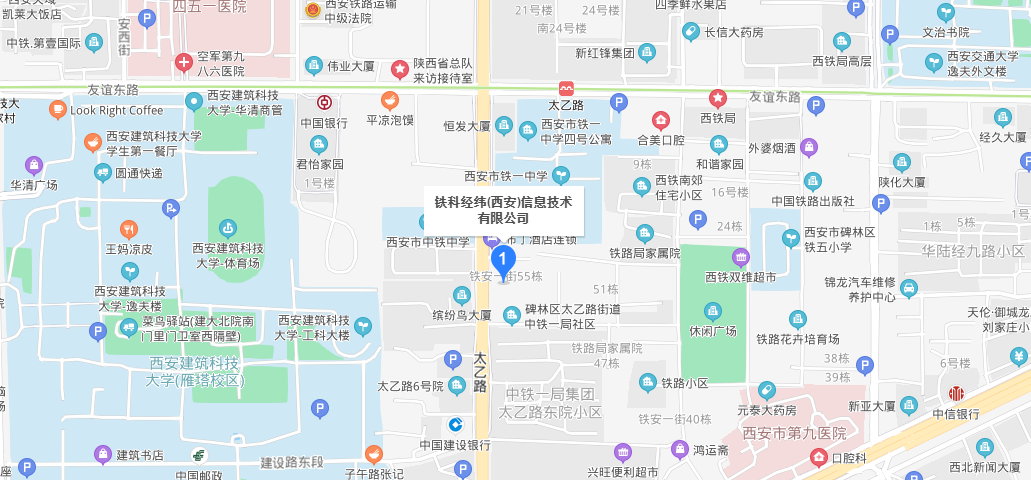 凯莱大饭店
安西街
四五一医院
西安铁路运输
中级法院
21号楼
24号楼
南24号楼
四季鲜水果店
文治书院
中铁.第壹国际
空军第九
八六医院
伟业大厦
陕西省总队
来访接待室
新红锋集团
长信大药房
西铁局高层
西安交通大学
逸夫外文楼
友谊东路
太乙路
友谊东路
Look Right Coffee
西安建筑科技
大学-华清商管
中国银行
平凉泡馍
恒发大厦
西安市铁一
中学四号公寓
合美口腔
西铁局
经久大厦
西安建筑科技大学
学生第一餐厅
君怡家园
外婆烟酒
和谐家园
9栋
华清广场
圆通快递
1号楼
西安市铁一中学
西铁南郊
住宅小区
16号楼
陕化大厦
中国铁路出版社
铁科经纬(西安)信息技术
有限公司
24栋
1栋
5栋
王妈凉皮
西安建筑科技
大学-体育场
西安市中铁中学
布丁酒店连锁
铁路局家属院
西安市碑林区
铁五小学
华陆经九路小区
1
铁安一街55栋
51栋
西铁双维超市
锦龙汽车维修
养护中心
西安建筑科技
大学-逸夫楼
缤纷鸟大厦
碑林区太乙路街道
中铁一局社区
休闲广场
天伦·御城龙
刘家庄小
菜鸟驿站(建大北院南
门里门卫室西隔壁)
西安建筑科技
大学-工科大楼
铁路花卉培育场
铁路局家属院
47栋
38栋
39栋
6号楼
西安建筑科技
大学(雁塔校区)
太乙路
太乙路6号院
中铁一局集团
太乙路东院小区
铁路小区
元泰大药房
新亚大厦
中信银行
铁安一街40栋
中国建设银行
西安市第九医院
建筑书店
中国邮政
建设路东段
子午路张记
兴旺便利超市
鸿运斋
口腔科
西北新闻大厦